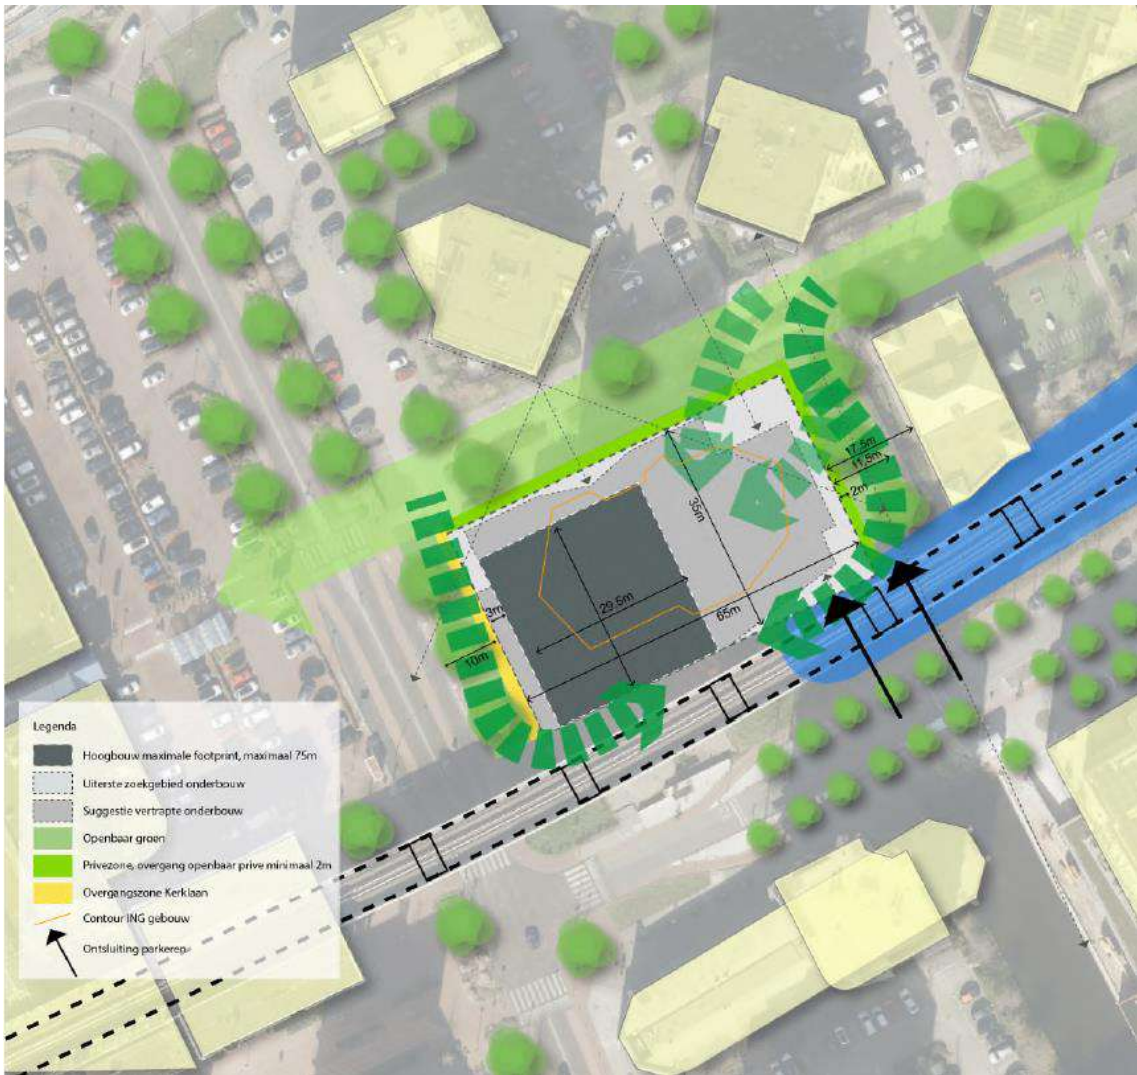 17.5m
11.5m
2m
35m
29.5m
65m
3m
10m
Legenda
Hoogbouw maximale footprint, maximaal 75m
Uiterste zoekgebied onderbouw
Suggestie vertrapte onderbouw
Openbaar groen
Privezone, overgang openbaar prive minimaal 2m
Overgangszone Kerklaan
Contour ING gebouw
Ontsluiting parkeren